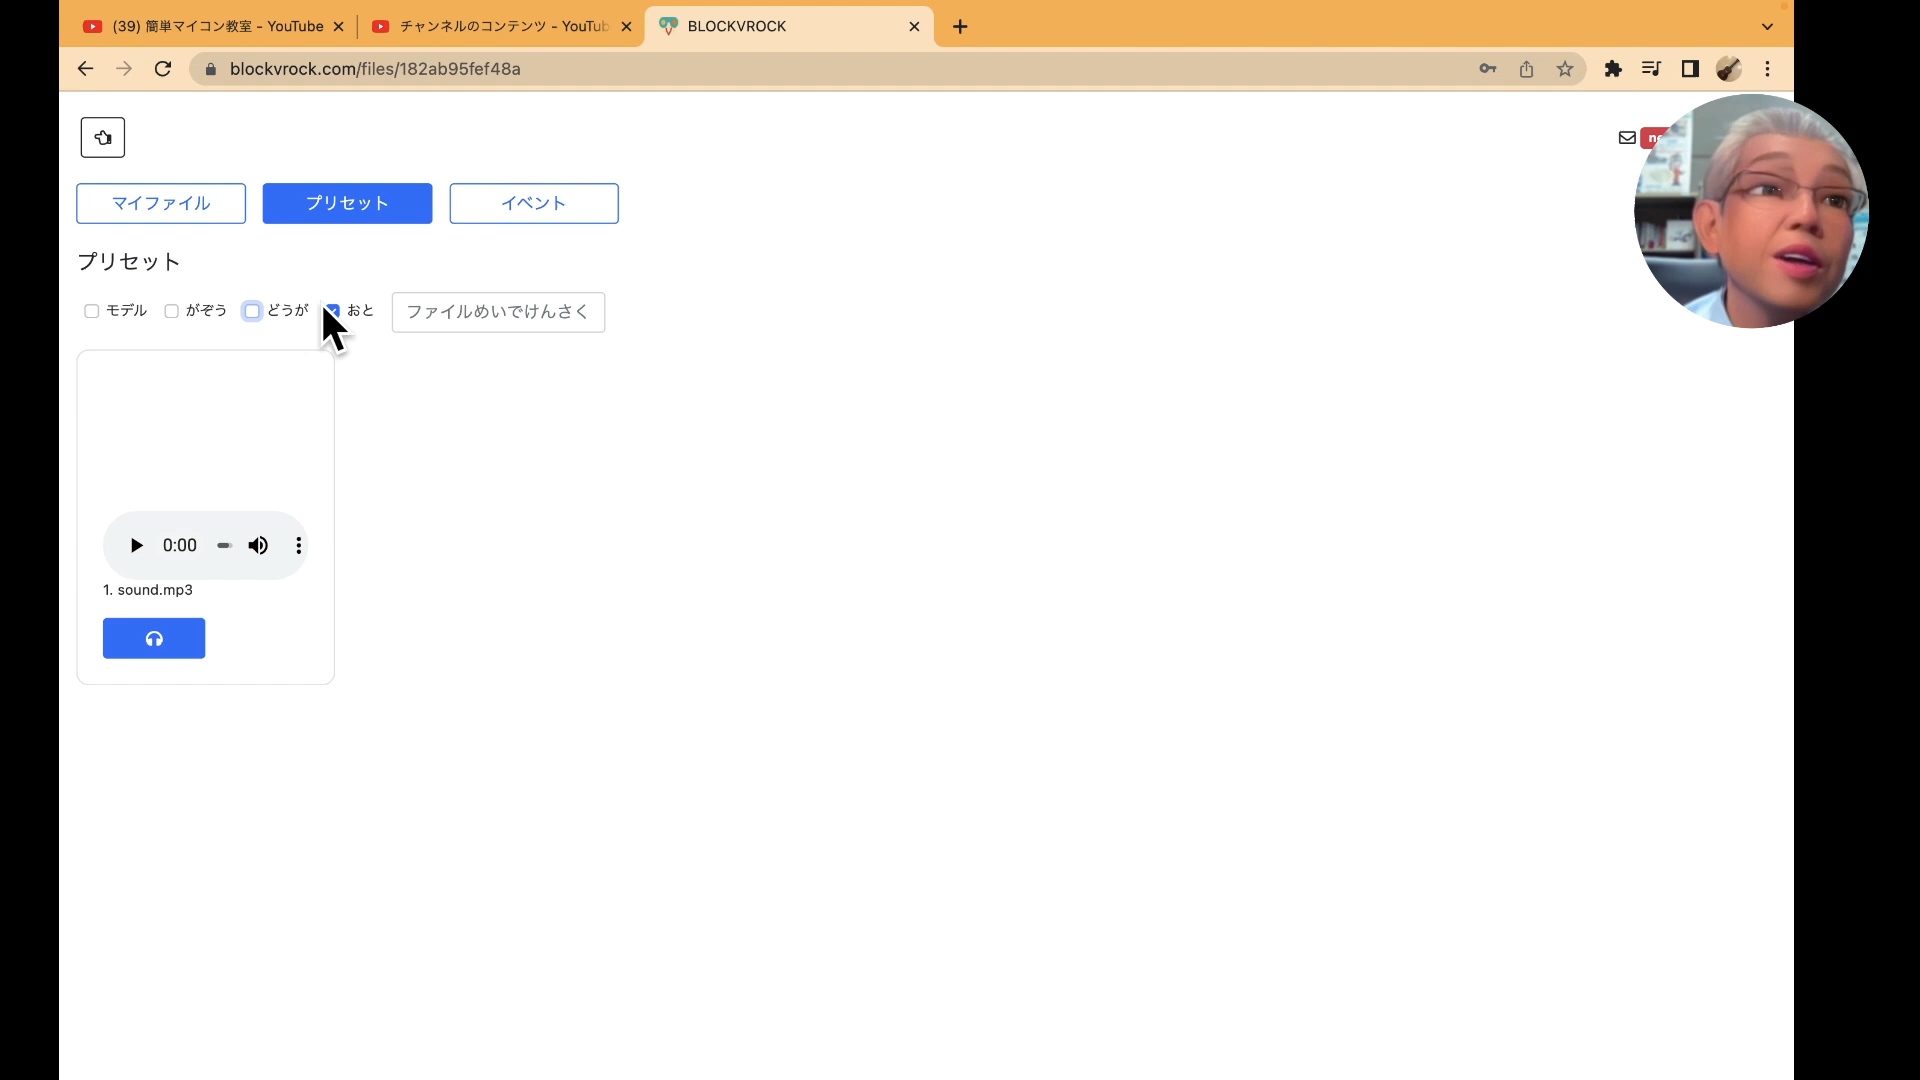 (39) 簡単マイコン教室 - YouTube
チャンネルのコンテンツ - YouTub
BLOCKVROCK
blockvrock.com/files/182ab95fef48a
マイファイル
プリセット
イベント
プリセット
モデル
がぞう
どうが
おと
ファイルめいでけんさく
0:00
1. sound.mp3